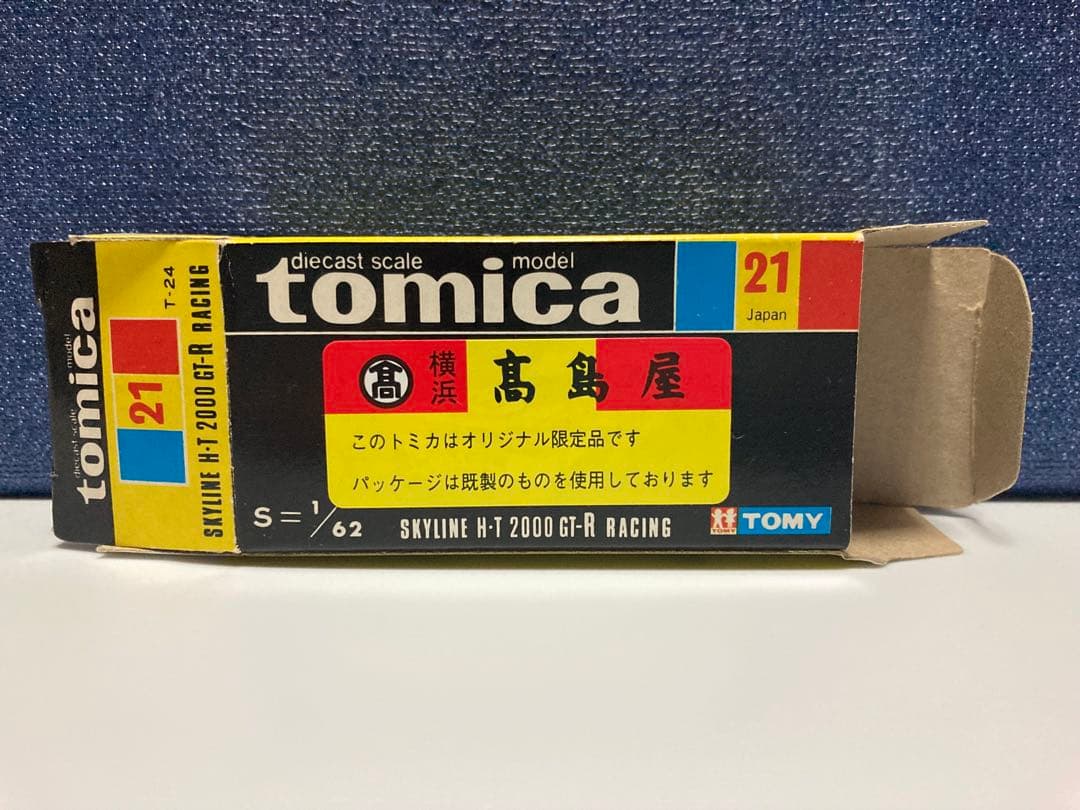 diecast scale model
tomica
21
Japan
髙 横浜 髙島屋
このトミカはオリジナル限定品です
パッケージは既製のものを使用しております
S=1/62 SKYLINE H·T 2000 GT-R RACING
TOMY TOMY
diecast scale model
tomica
21
T-24
SKYLINE H·T 2000 GT-R RACING